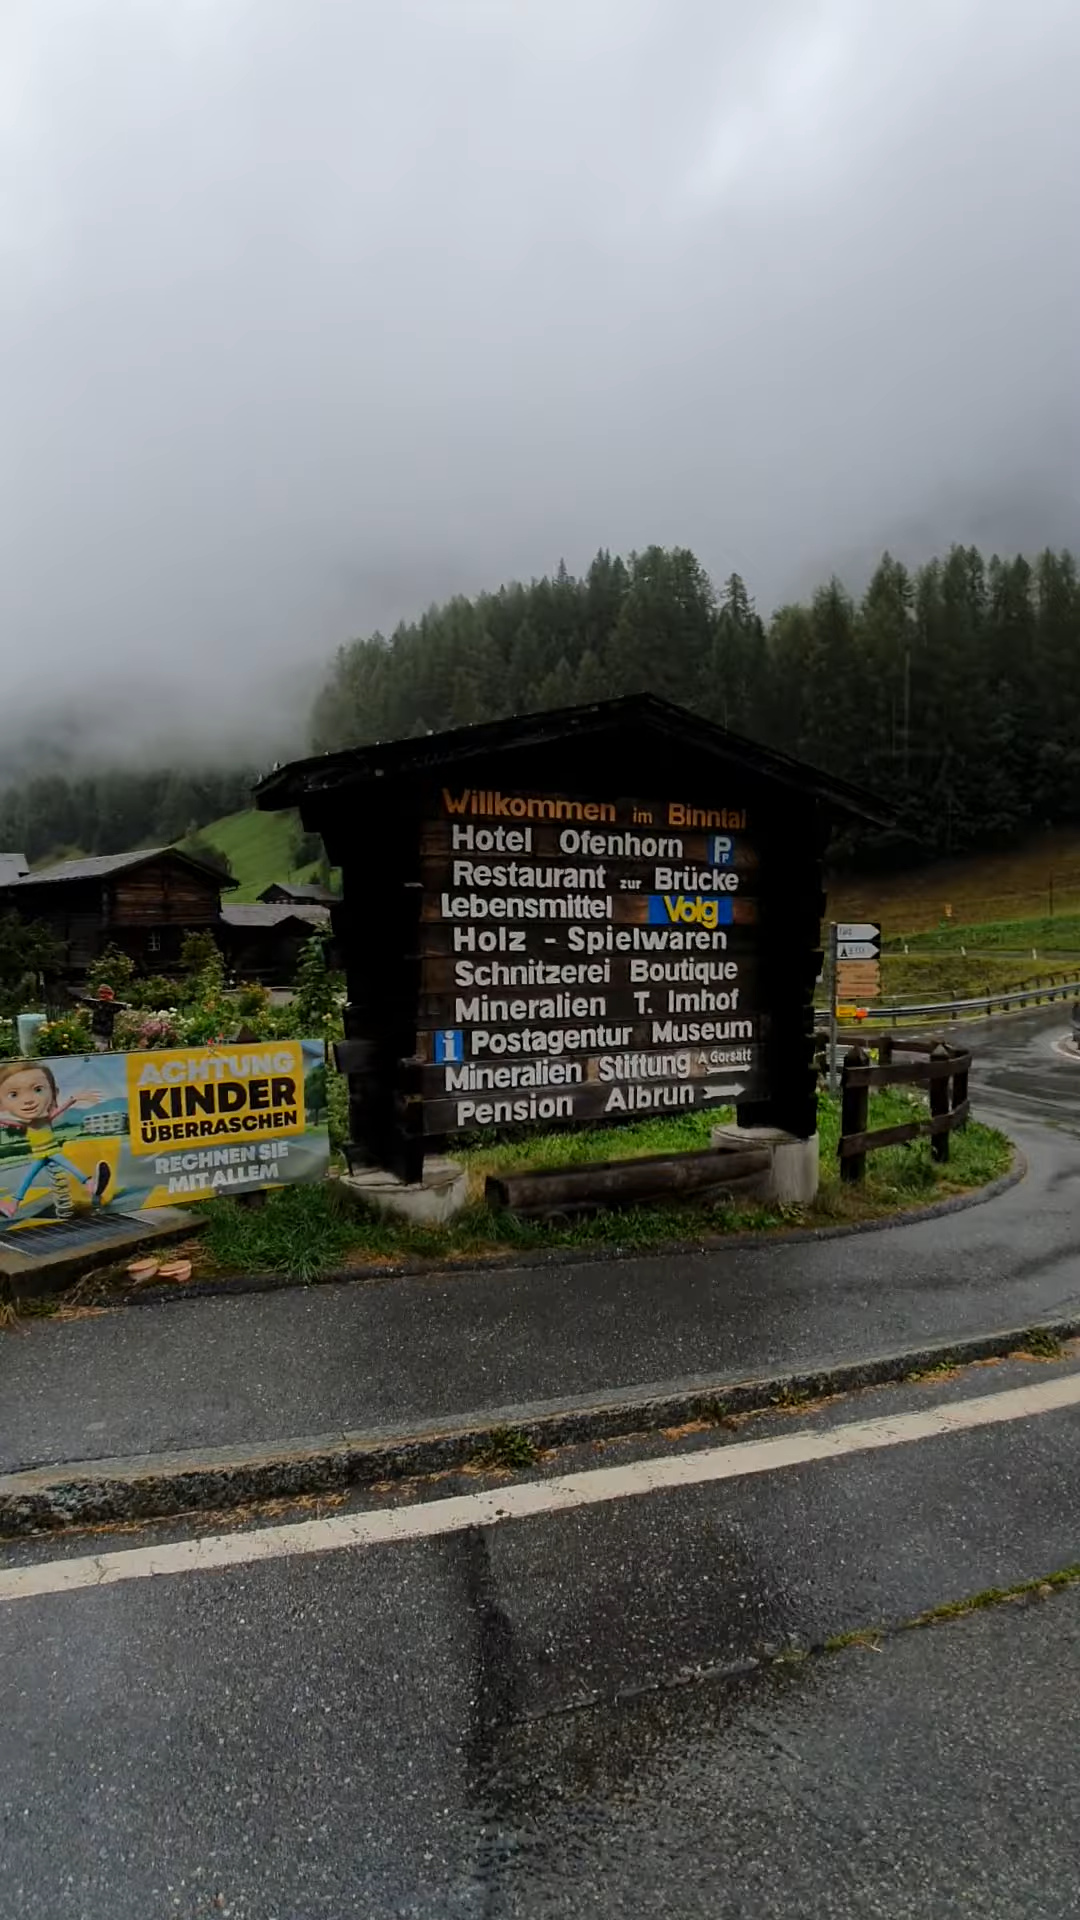 Willkommen im Binntal
Hotel Ofenhorn P
Restaurant zur Brücke
Lebensmittel Volg
Holz - Spielwaren
Schnitzerei Boutique
Mineralien T. Imhof
i Postagentur Museum
Mineralien Stiftung A Gorsatt
Pension Albrun
ACHTUNG
KINDER
ÜBERRASCHEN
RECHNEN SIE
MIT ALLEM